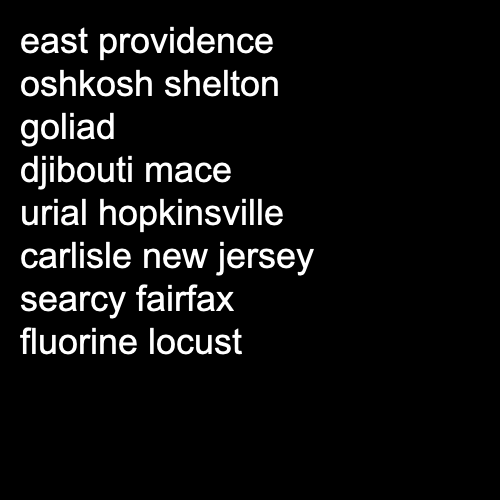 east providence
oshkosh shelton
goliad
djibouti mace
urial hopkinsville
carlisle new jersey
searcy fairfax
fluorine locust